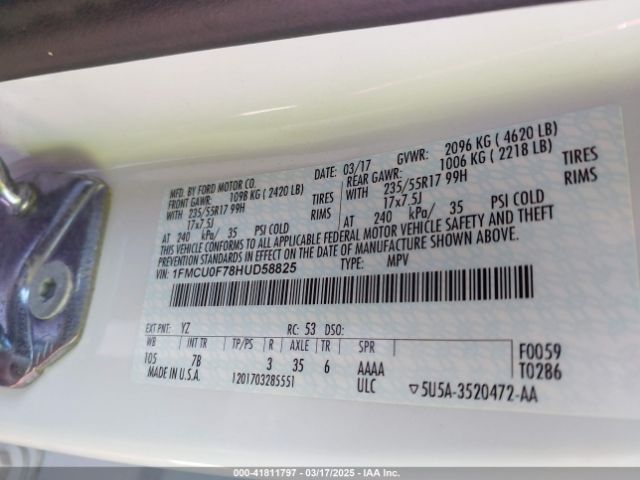 MFD. BY FORD MOTOR CO.
DATE: 03/17 GVWR: 2096 KG ( 4620 LB)
FRONT GAWR: 1098 KG ( 2420 LB)
REAR GAWR: 1006 KG ( 2218 LB)
WITH 235/55R17 99H TIRES
WITH 235/55R17 99H TIRES
17x7.5J RIMS
17x7.5J RIMS
AT 240 kPa/ 35 PSI COLD
AT 240 kPa/ 35 PSI COLD
THIS VEHICLE CONFORMS TO ALL APPLICABLE FEDERAL MOTOR VEHICLE SAFETY AND THEFT
PREVENTION STANDARDS IN EFFECT ON THE DATE OF MANUFACTURE SHOWN ABOVE.
VIN: 1FMCU0F78HUD58825 TYPE: MPV
EXT PNT: YZ RC: 53 DSO:
WB INT TR TP/PS R AXLE TR SPR
105 7B 3 35 6 AAAA
F0059
T0286
MADE IN U.S.A. 1201703285551 ULC ▽5U5A-3520472-AA
000-41811797 - 03/17/2025 - IAA Inc.